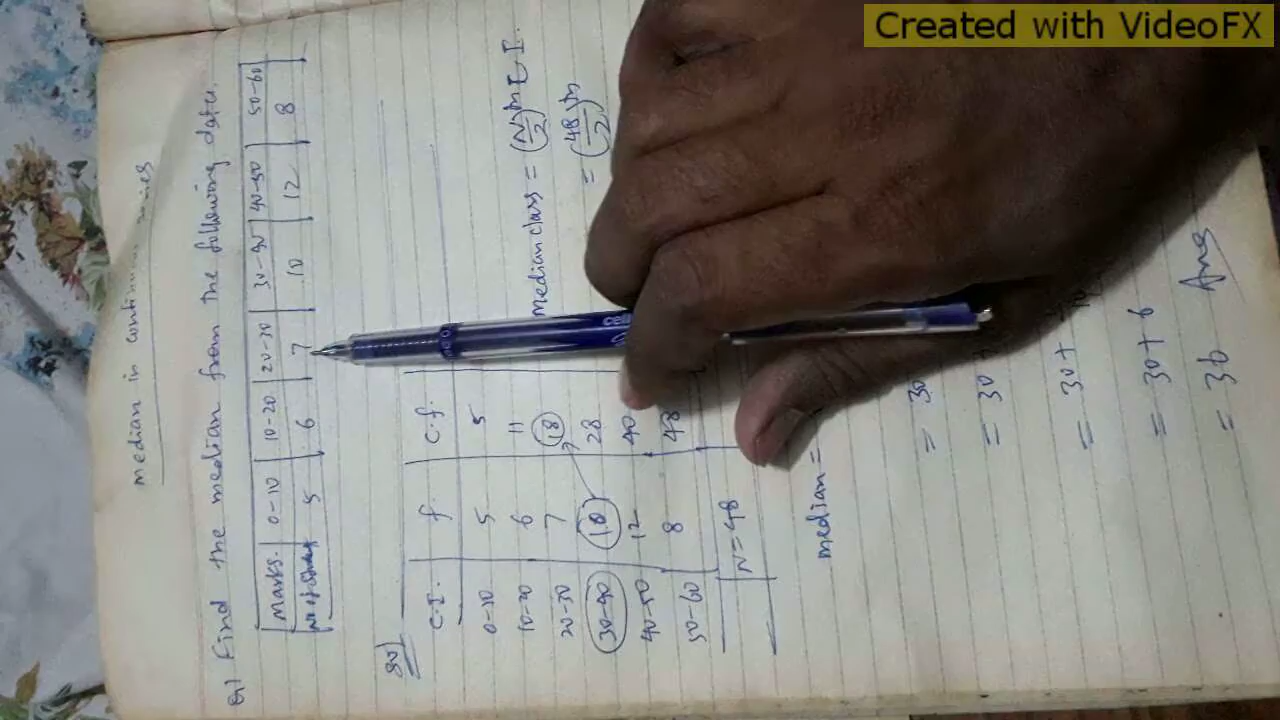 Created with VideoFX
median in
Q1) Find the median from the following data.
Marks. 0-10 10-20 20-30 30-40 40-50 50-60
5 6 7 10 12 8
C.I. f. C.f.
0-10 5 5
10-20 6 11
20-30 7 18
30-40 10 28
40-50 12 40
50-60 8 48
N=48
median class = (N/2)th C.I.
= (48/2)th
median =
= 30
= 30 +
= 30+
= 30+6
= 36 Ans
cell